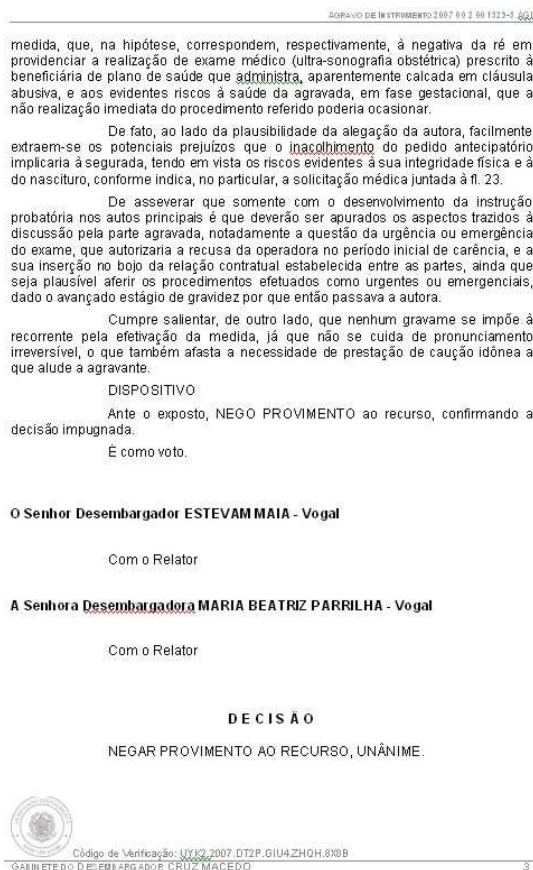 AGRAVO DE INSTRUMENTO 2007 00 2 001329-3 AGI
medida, que, na hipótese, correspondem, respectivamente, à negativa da ré em
providenciar a realização de exame médico (ultra-sonografia obstétrica) prescrito à
beneficiária de plano de saúde que administra, aparentemente calcada em cláusula
abusiva, e aos evidentes riscos à saúde da agravada, em fase gestacional, que a
não realização imediata do procedimento referido poderia ocasionar.
De fato, ao lado da plausibilidade da alegação da autora, facilmente
extraem-se os potenciais prejuízos que o inacolhimento do pedido antecipatório
implicaria à segurada, tendo em vista os riscos evidentes à sua integridade física e à
do nascituro, conforme indica, no particular, a solicitação médica juntada à fl. 23.
De asseverar que somente com o desenvolvimento da instrução
probatória nos autos principais é que deverão ser apurados os aspectos trazidos à
discussão pela parte agravada, notadamente a questão da urgência ou emergência
do exame, que autorizaria a recusa da operadora no período inicial de carência, e a
sua inserção no bojo da relação contratual estabelecida entre as partes, ainda que
seja plausível aferir os procedimentos efetuados como urgentes ou emergenciais,
dado o avançado estágio de gravidez por que então passava a autora.
Cumpre salientar, de outro lado, que nenhum gravame se impõe à
recorrente pela efetivação da medida, já que não se cuida de pronunciamento
irreversível, o que também afasta a necessidade de prestação de caução idônea a
que alude a agravante.
DISPOSITIVO
Ante o exposto, NEGO PROVIMENTO ao recurso, confirmando a
decisão impugnada.
É como voto.
O Senhor Desembargador ESTEVAM MAIA - Vogal
Com o Relator
A Senhora Desembargadora MARIA BEATRIZ PARRILHA - Vogal
Com o Relator
D E C I S Ã O
NEGAR PROVIMENTO AO RECURSO, UNÂNIME.
Código de Verificação: UYK2.2007.DT2P.GIU4.ZHQH.8X8B
GABINETE DO DESEMBARGADOR CRUZ MACEDO 3